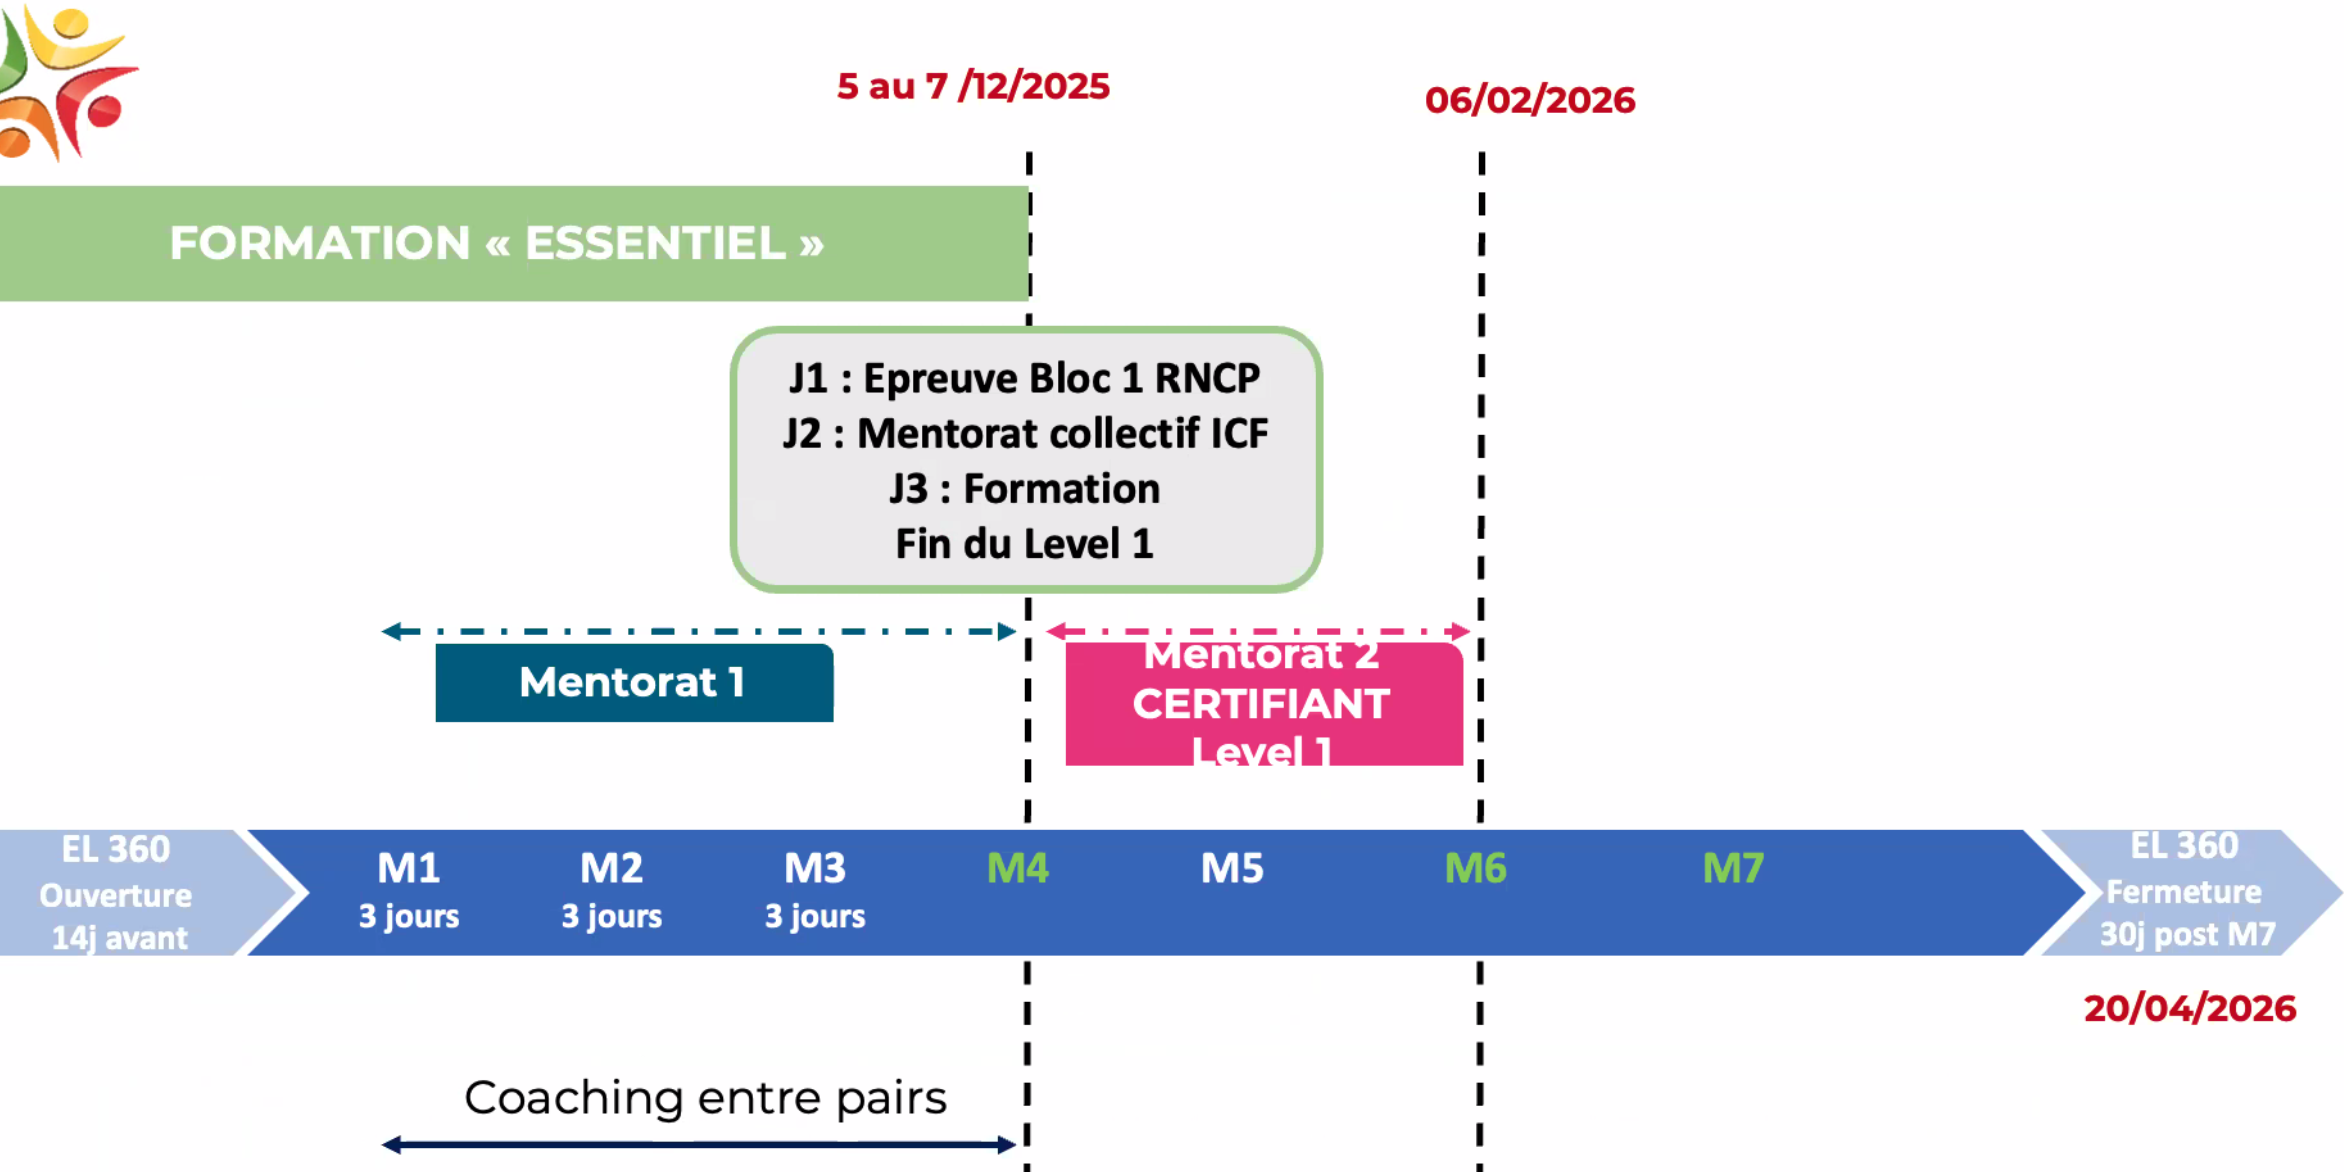 5 au 7 /12/2025
06/02/2026
FORMATION « ESSENTIEL »
J1 : Epreuve Bloc 1 RNCP
J2 : Mentorat collectif ICF
J3 : Formation
Fin du Level 1
Mentorat 1
Mentorat 2
CERTIFIANT
Level 1
EL 360
Ouverture
14j avant
M1
3 jours
M2
3 jours
M3
3 jours
M4
M5
M6
M7
EL 360
Fermeture
30j post M7
20/04/2026
Coaching entre pairs